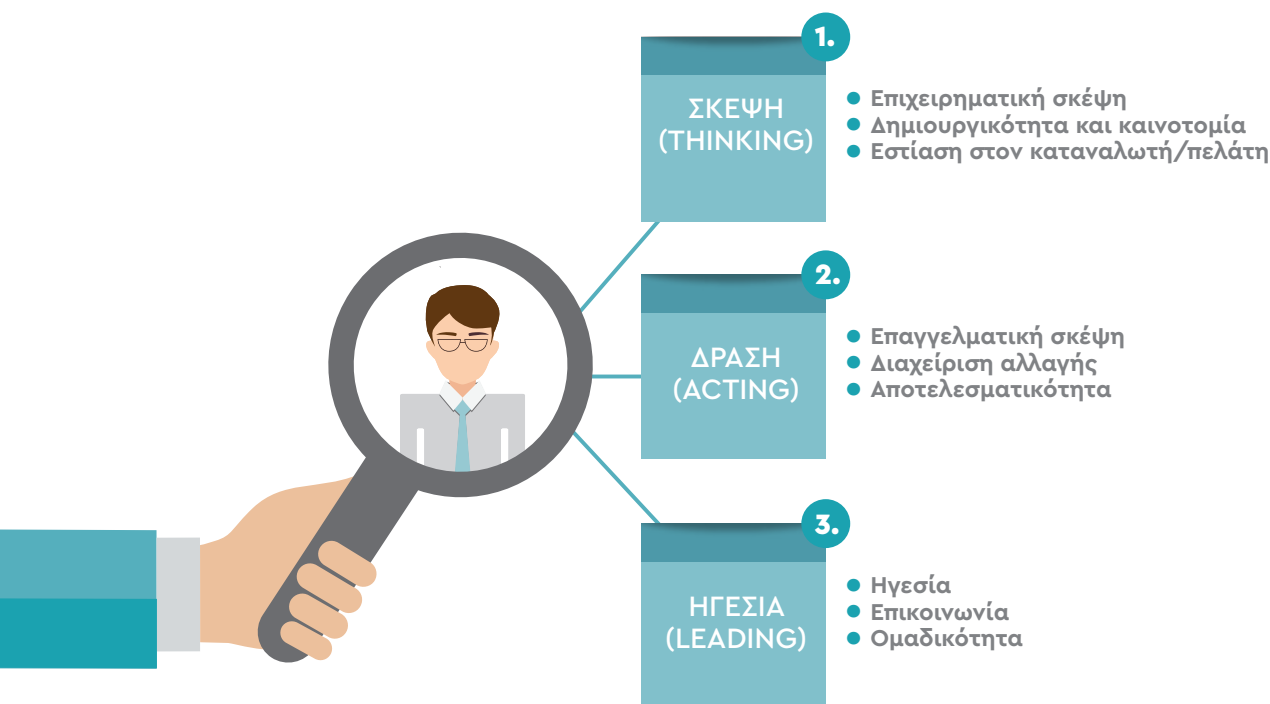 1.
ΣΚΕΨΗ
(THINKING)
● Επιχειρηματική σκέψη
● Δημιουργικότητα και καινοτομία
● Εστίαση στον καταναλωτή/πελάτη
2.
ΔΡΑΣΗ
(ACTING)
● Επαγγελματική σκέψη
● Διαχείριση αλλαγής
● Αποτελεσματικότητα
3.
ΗΓΕΣΙΑ
(LEADING)
● Ηγεσία
● Επικοινωνία
● Ομαδικότητα